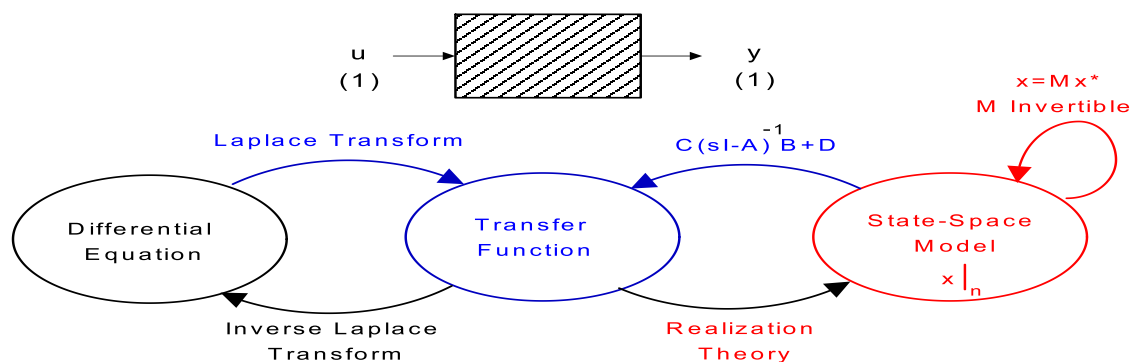 u
(1)
y
(1)
x=Mx*
M Invertible
Laplace Transform
C(sI-A)⁻¹B+D
Differential
Equation
Transfer
Function
State-Space
Model
x|n
Inverse Laplace
Transform
Realization
Theory